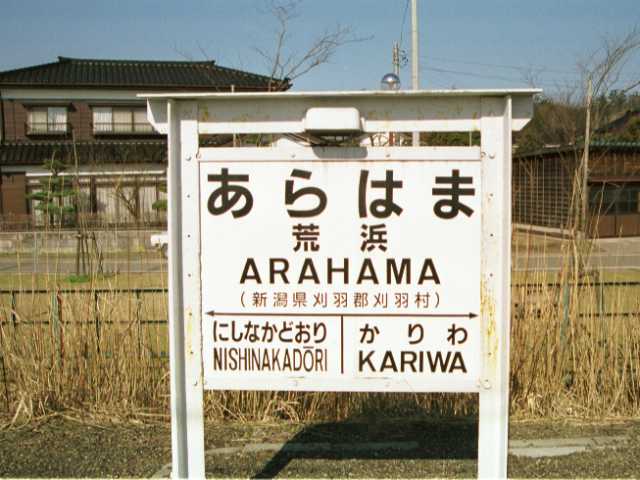 あらはま
荒浜
ARAHAMA
(新潟県刈羽郡刈羽村)
にしなかどおり かりわ
NISHINAKADŌRI KARIWA